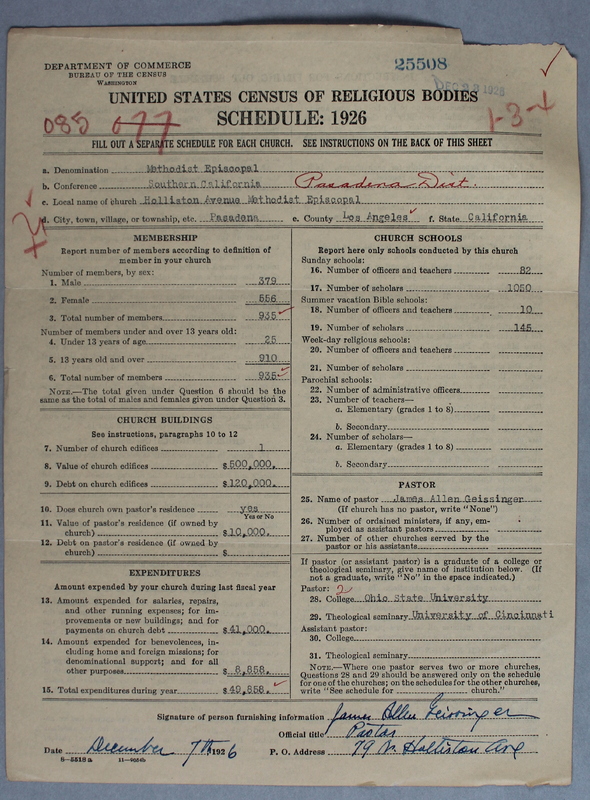 DEPARTMENT OF COMMERCE
BUREAU OF THE CENSUS
WASHINGTON
25508
UNITED STATES CENSUS OF RELIGIOUS BODIES
SCHEDULE: 1926
085 077
1-3-4
FILL OUT A SEPARATE SCHEDULE FOR EACH CHURCH. SEE INSTRUCTIONS ON THE BACK OF THIS SHEET
a. Denomination Methodist Episcopal
b. Conference Southern California Pasadena Dist.
c. Local name of church Holliston Avenue Methodist Episcopal
d. City, town, village, or township, etc. Pasadena e. County Los Angeles f. State California
MEMBERSHIP
Report number of members according to definition of
member in your church
Number of members, by sex:
1. Male 379
2. Female 556
3. Total number of members 935
Number of members under and over 13 years old:
4. Under 13 years of age 25
5. 13 years old and over 910
6. Total number of members 935
NOTE.—The total given under Question 6 should be the
same as the total of males and females given under Question 3.
CHURCH BUILDINGS
See instructions, paragraphs 10 to 12
7. Number of church edifices 1
8. Value of church edifices $500,000.
9. Debt on church edifices $120,000.
10. Does church own pastor's residence yes
Yes or No
11. Value of pastor's residence (if owned by
church) $10,000.
12. Debt on pastor's residence (if owned by
church) $
EXPENDITURES
Amount expended by your church during last fiscal year
13. Amount expended for salaries, repairs,
and other running expenses; for im-
provements or new buildings; and for
payments on church debt $41,000.
14. Amount expended for benevolences, in-
cluding home and foreign missions; for
denominational support; and for all
other purposes $8,858.
15. Total expenditures during year $49,858.
CHURCH SCHOOLS
Report here only schools conducted by this church
Sunday schools:
16. Number of officers and teachers 82
17. Number of scholars 1050
Summer vacation Bible schools:
18. Number of officers and teachers 10
19. Number of scholars 145
Week-day religious schools:
20. Number of officers and teachers
21. Number of scholars
Parochial schools:
22. Number of administrative officers
23. Number of teachers—
a. Elementary (grades 1 to 8)
b. Secondary
24. Number of scholars—
a. Elementary (grades 1 to 8)
b. Secondary
PASTOR
25. Name of pastor James Allen Geissinger
(If church has no pastor, write "None")
26. Number of ordained ministers, if any, em-
ployed as assistant pastors
27. Number of other churches served by the
pastor or his assistants
If pastor (or assistant pastor) is a graduate of a college or
theological seminary, give name of institution below. (If
not a graduate, write "No" in the space indicated.)
Pastor: 2
28. College Ohio State University
29. Theological seminary University of Cincinnati
Assistant pastor:
30. College
31. Theological seminary
NOTE.—Where one pastor serves two or more churches,
Questions 28 and 29 should be answered only on the schedule
for one of the churches; on the schedules for the other churches,
write "See schedule for church."
Signature of person furnishing information James Allen Geissinger
Official title Pastor
Date December 7th 1926 P. O. Address 79 N. Holliston Ave
8-5518a